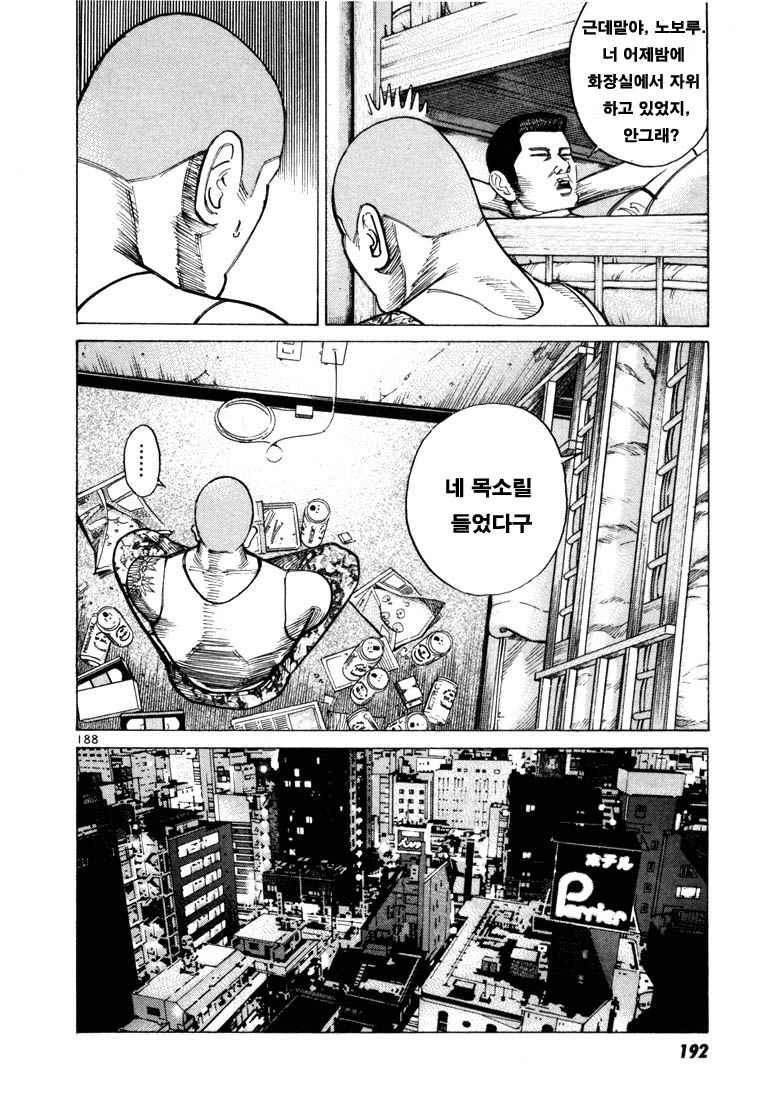 근데말야, 노보루.
너 어제밤에
화장실에서 자위
하고 있었지,
안그래?
네 목소릴
들었다구
......
188
ホテル
Perrier
192